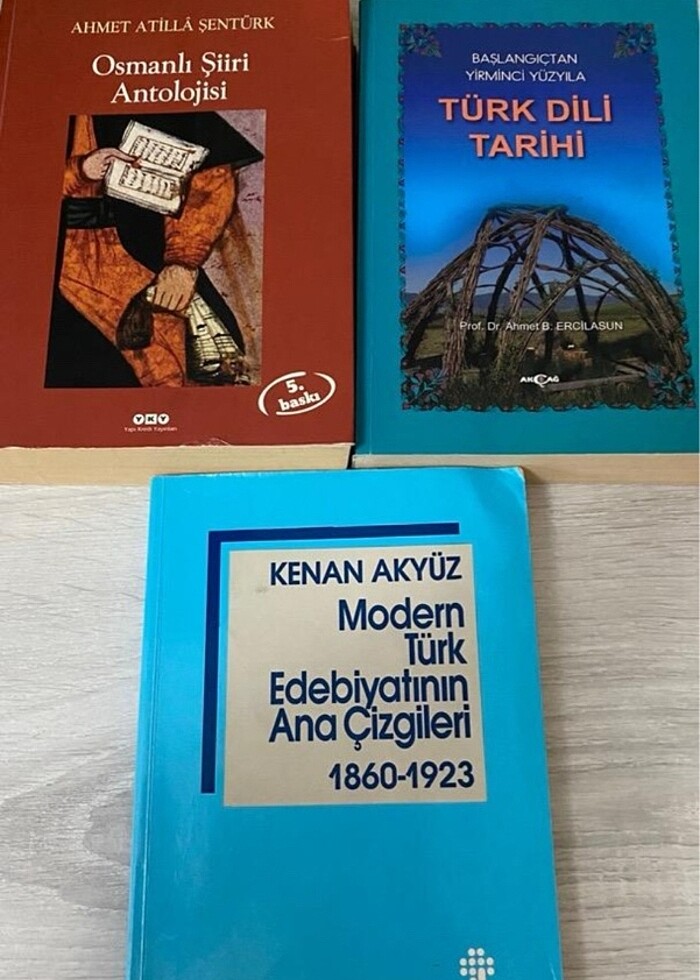 AHMET ATİLLÂ ŞENTÜRK
Osmanlı Şiiri
Antolojisi
5.
baskı
YKY
Yapı Kredi Yayınları
BAŞLANGIÇTAN
YİRMİNCİ YÜZYILA
TÜRK DİLİ
TARİHİ
Prof. Dr. Ahmet B. ERCİLASUN
AKÇAĞ
KENAN AKYÜZ
Modern
Türk
Edebiyatının
Ana Çizgileri
1860-1923